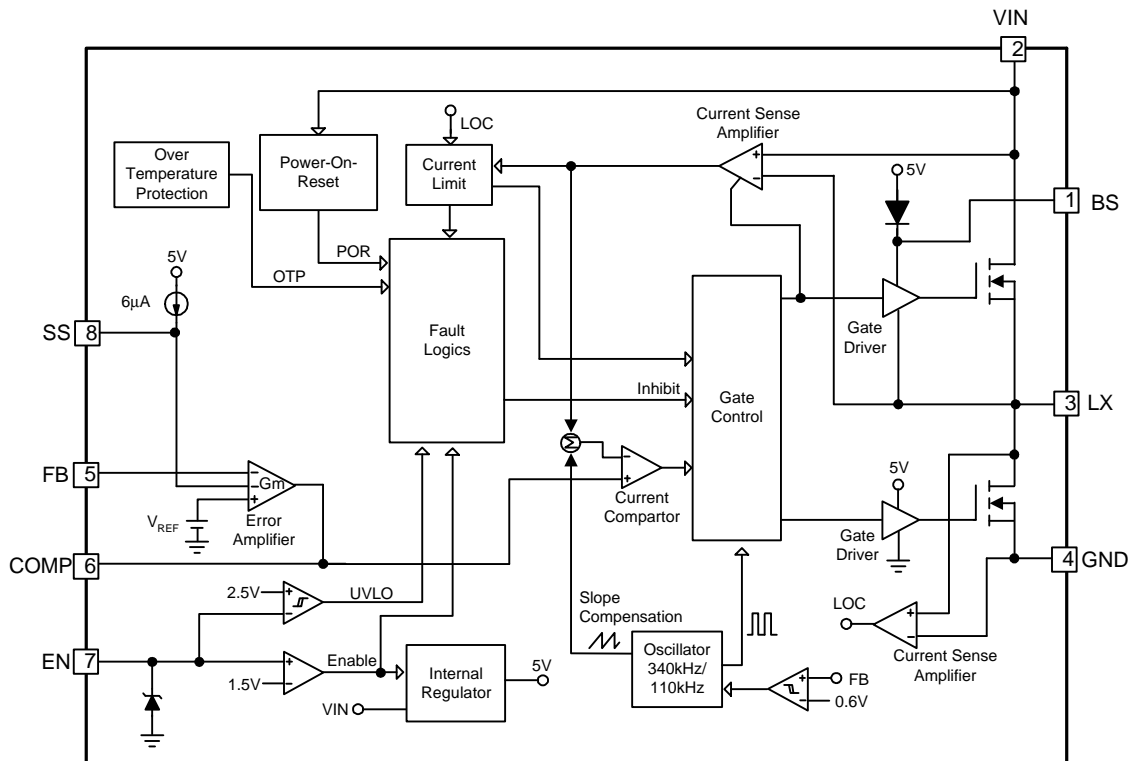 VIN
2
LOC
Current Sense
Amplifier
Over
Temperature
Protection
Power-On-
Reset
Current
Limit
5V
1
BS
POR
OTP
5V
6µA
SS
8
Fault
Logics
Gate
Driver
Inhibit
Gate
Control
3
LX
FB
5
Gm
Error
Amplifier
VREF
Σ
Current
Compartor
5V
Gate
Driver
COMP
6
4
GND
2.5V
UVLO
Slope
Compensation
LOC
Current Sense
Amplifier
EN
7
1.5V
Enable
Internal
Regulator
5V
VIN
Oscillator
340kHz/
110kHz
FB
0.6V